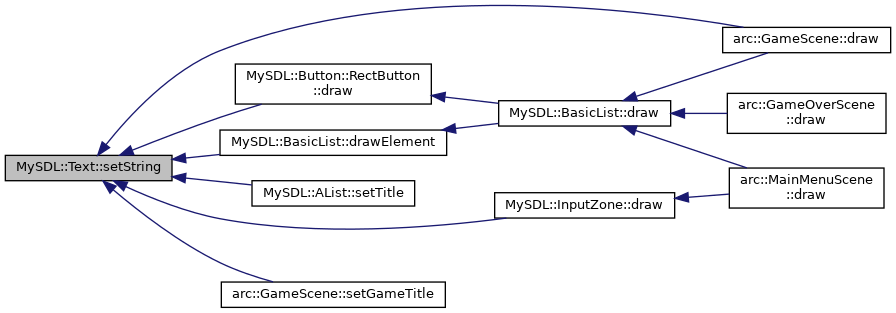 arc::GameScene::draw
MySDL::Button::RectButton
::draw
MySDL::BasicList::draw
arc::GameOverScene
::draw
MySDL::BasicList::drawElement
MySDL::Text::setString
MySDL::AList::setTitle
arc::MainMenuScene
::draw
MySDL::InputZone::draw
arc::GameScene::setGameTitle